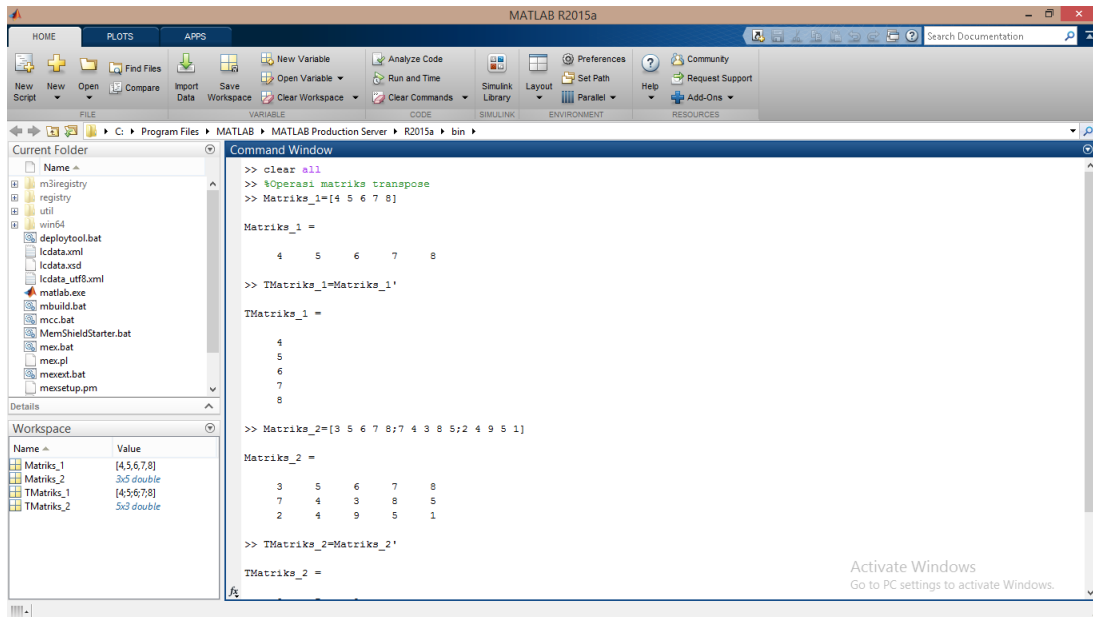 MATLAB R2015a
HOME PLOTS APPS
Search Documentation
New Script
New
Open
Find Files
Compare
Import Data
Save Workspace
New Variable
Open Variable
Clear Workspace
Analyze Code
Run and Time
Clear Commands
Simulink Library
Layout
Preferences
Set Path
Parallel
Help
Community
Request Support
Add-Ons
FILE VARIABLE CODE SIMULINK ENVIRONMENT RESOURCES
C: Program Files MATLAB MATLAB Production Server R2015a bin
Current Folder
Name
m3iregistry
registry
util
win64
deploytool.bat
lcdata.xml
lcdata.xsd
lcdata_utf8.xml
matlab.exe
mbuild.bat
mcc.bat
MemShieldStarter.bat
mex.bat
mex.pl
mexext.bat
mexsetup.pm
Details
Workspace
Name Value
Matriks_1 [4,5,6,7,8]
Matriks_2 3x5 double
TMatriks_1 [4;5;6;7;8]
TMatriks_2 5x3 double
Command Window
>> clear all
>> %Operasi matriks transpose
>> Matriks_1=[4 5 6 7 8]
Matriks_1 =
4 5 6 7 8
>> TMatriks_1=Matriks_1'
TMatriks_1 =
4
5
6
7
8
>> Matriks_2=[3 5 6 7 8;7 4 3 8 5;2 4 9 5 1]
Matriks_2 =
3 5 6 7 8
7 4 3 8 5
2 4 9 5 1
>> TMatriks_2=Matriks_2'
TMatriks_2 =
fx
Activate Windows
Go to PC settings to activate Windows.